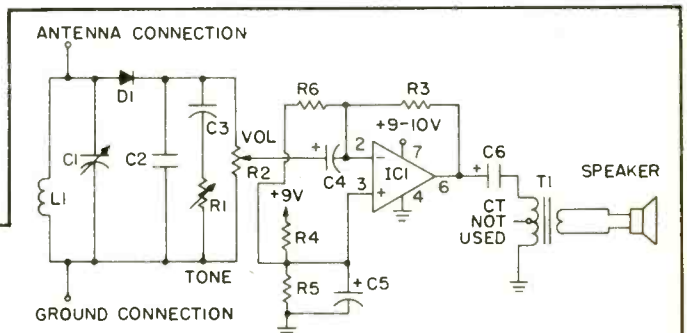 ANTENNA CONNECTION
D1
C1
C2
C3
L1
R1
VOL
R2
TONE
GROUND CONNECTION
R6
R3
+9-10V
+
C4
2
-
7
IC1
3
+
4
6
+9V
R4
R5
+
C5
+
C6
T1
CT
NOT
USED
SPEAKER